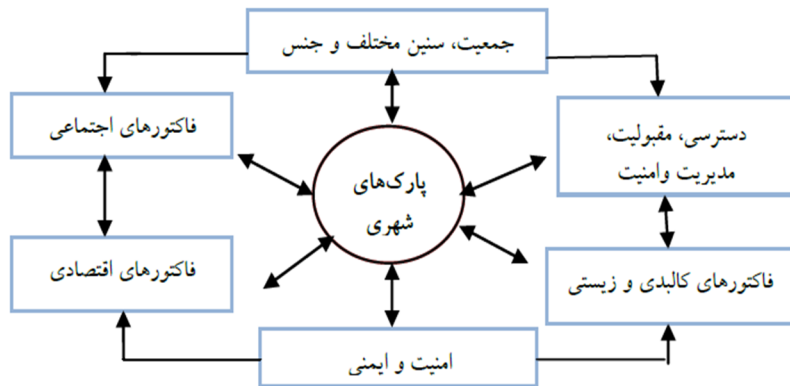 جمعیت، سنین مختلف و جنس
فاکتورهای اجتماعی
دسترسی، مقبولیت،
مدیریت وامنیت
پارک‌های
شهری
فاکتورهای اقتصادی
فاکتورهای کالبدی و زیستی
امنیت و ایمنی